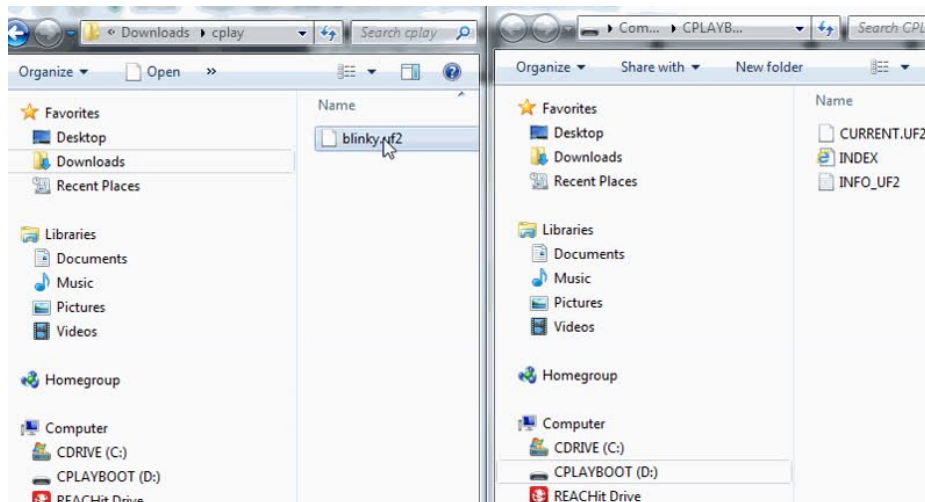 « Downloads ▸ cplay
Search cplay
Organize ▾ Open »
Favorites
Desktop
Downloads
Recent Places
Libraries
Documents
Music
Pictures
Videos
Homegroup
Computer
CDRIVE (C:)
CPLAYBOOT (D:)
REACHit Drive
Name
blinky.uf2
▸ Com... ▸ CPLAYB...
Search CPL
Organize ▾ Share with ▾ New folder
Favorites
Desktop
Downloads
Recent Places
Libraries
Documents
Music
Pictures
Videos
Homegroup
Computer
CDRIVE (C:)
CPLAYBOOT (D:)
REACHit Drive
Name
CURRENT.UF2
INDEX
INFO_UF2